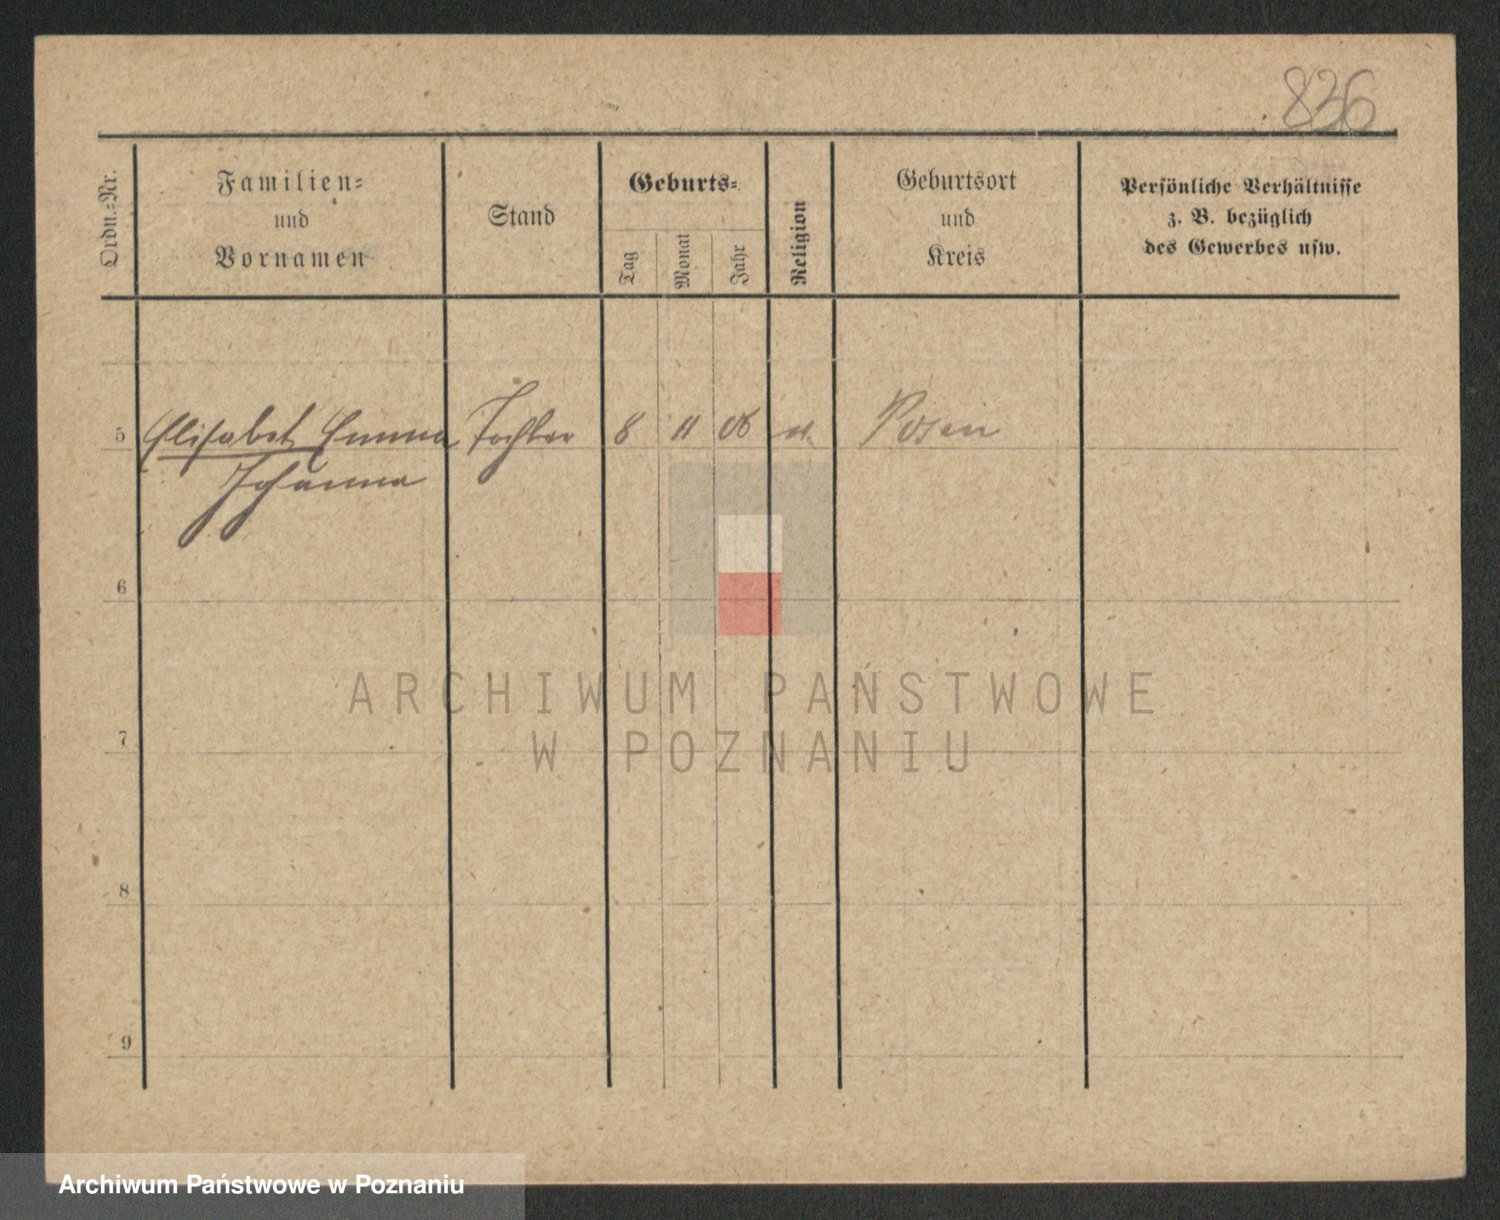 836
Ordn.-Nr.
Familien-
und
Vornamen
Stand
Geburts-
Tag
Monat
Jahr
Religion
Geburtsort
und
Kreis
Persönliche Verhältnisse
z. B. bezüglich
des Gewerbes usw.
5 Elisabet Emma Tochter 8 11 06 Posen
Johanna
6
7
8
9
ARCHIWUM PAŃSTWOWE
W POZNANIU
Archiwum Państwowe w Poznaniu